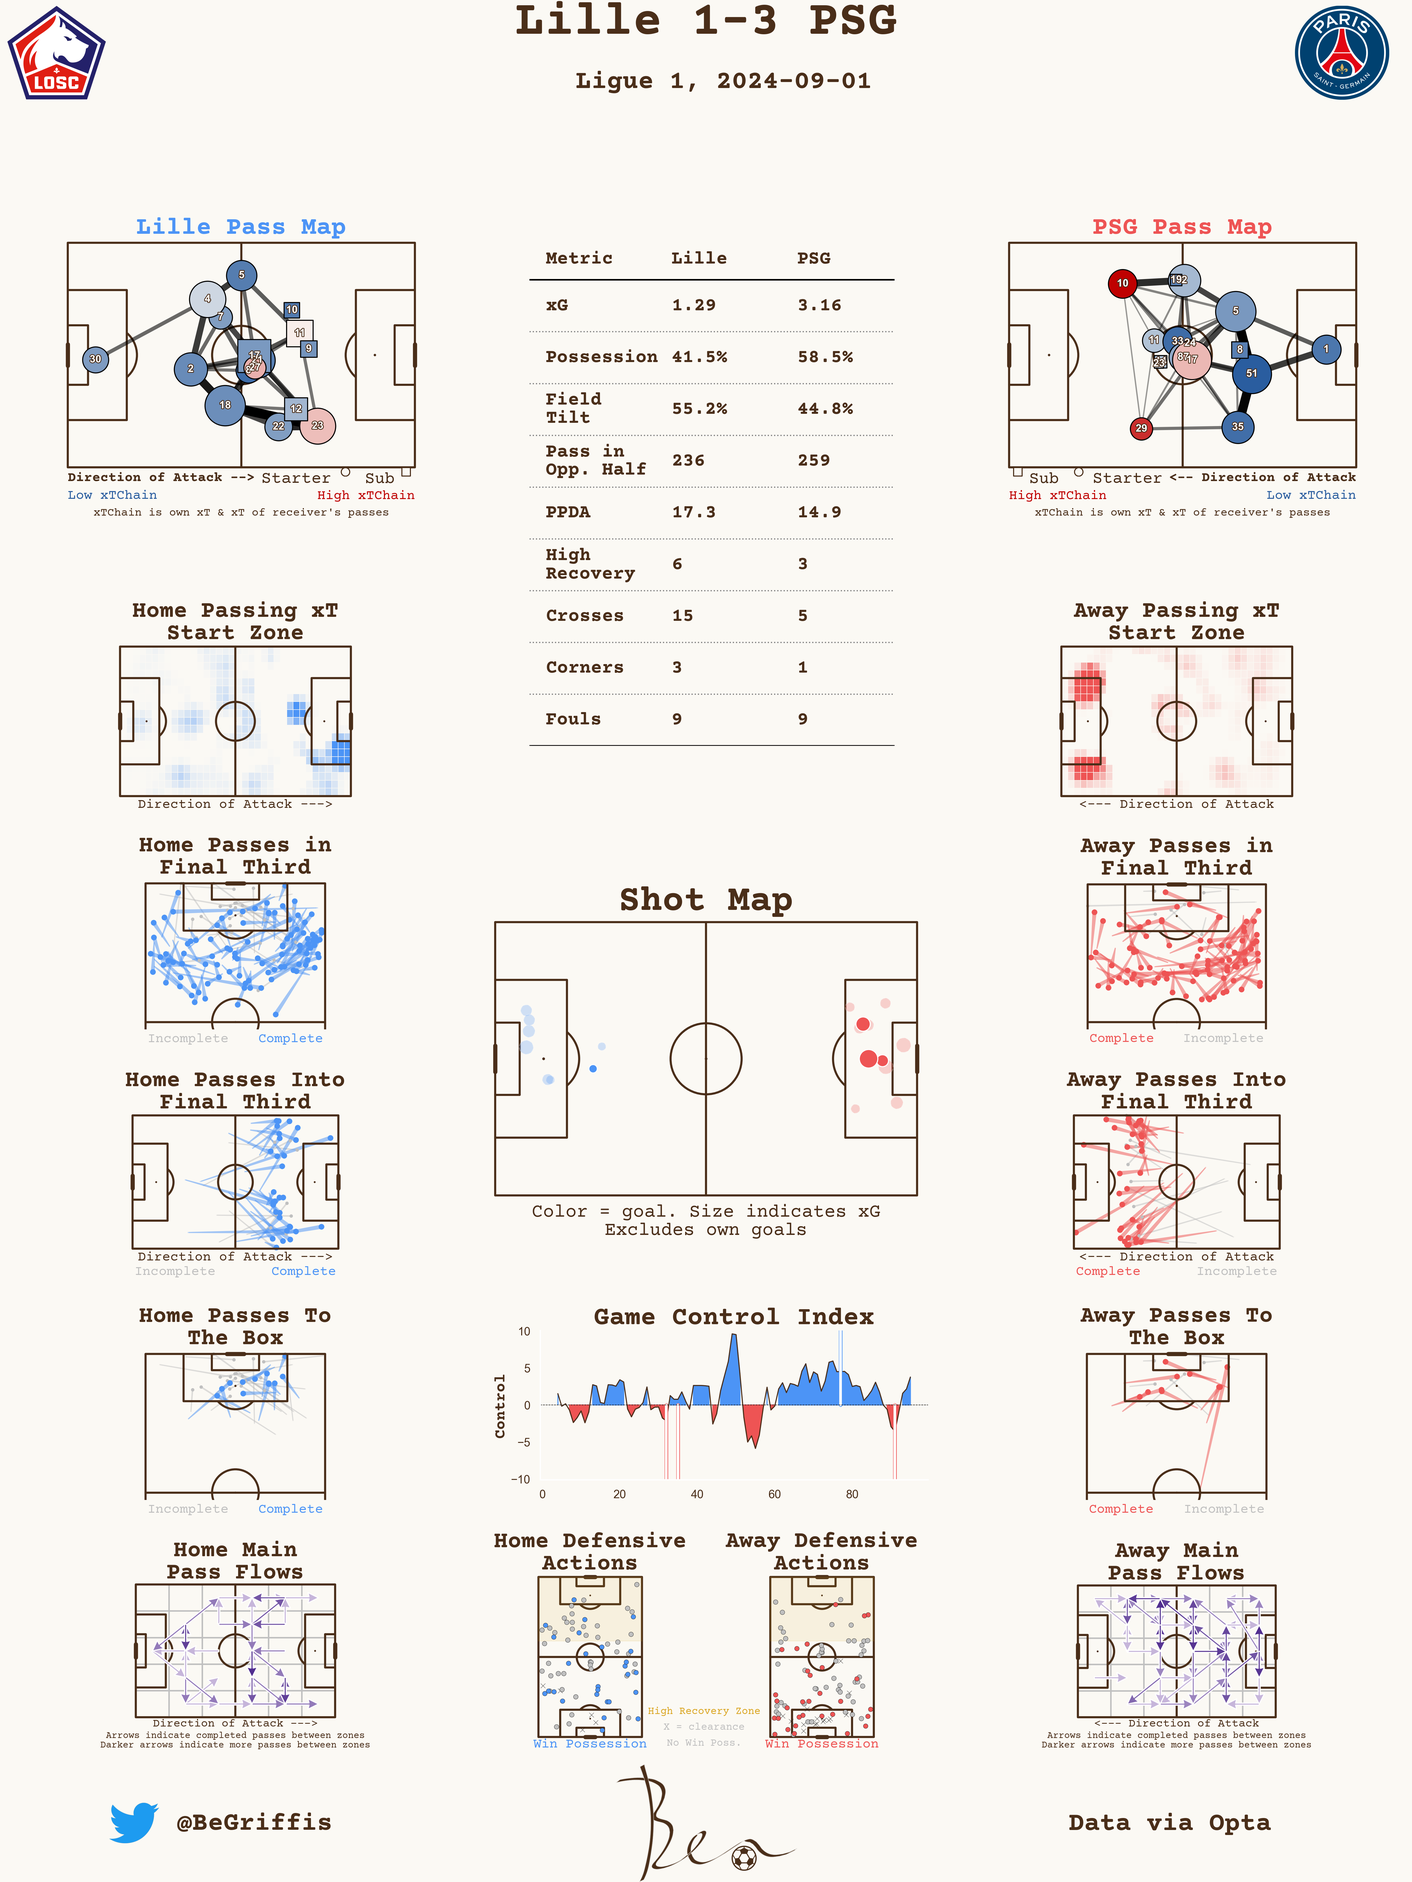 Lille 1-3 PSG
Ligue 1, 2024-09-01
LOSC
PARIS
SAINT-GERMAIN
Lille Pass Map
5
4
10
7
11
9
30
17
27
2
18
12
22
23
Direction of Attack --> Starter Sub
Low xTChain High xTChain
xTChain is own xT & xT of receiver's passes
Metric Lille PSG
xG 1.29 3.16
Possession 41.5% 58.5%
Field
Tilt 55.2% 44.8%
Pass in
Opp. Half 236 259
PPDA 17.3 14.9
High
Recovery 6 3
Crosses 15 5
Corners 3 1
Fouls 9 9
PSG Pass Map
10
19
2
5
11
33
24
8
1
87
17
23
51
29
35
Sub Starter <-- Direction of Attack
High xTChain Low xTChain
xTChain is own xT & xT of receiver's passes
Home Passing xT
Start Zone
Direction of Attack --->
Away Passing xT
Start Zone
<--- Direction of Attack
Home Passes in
Final Third
Incomplete Complete
Away Passes in
Final Third
Complete Incomplete
Shot Map
Color = goal. Size indicates xG
Excludes own goals
Home Passes Into
Final Third
Direction of Attack --->
Incomplete Complete
Away Passes Into
Final Third
<--- Direction of Attack
Complete Incomplete
Home Passes To
The Box
Incomplete Complete
Game Control Index
Control
10
5
0
−5
−10
0 20 40 60 80
Away Passes To
The Box
Complete Incomplete
Home Main
Pass Flows
Direction of Attack --->
Arrows indicate completed passes between zones
Darker arrows indicate more passes between zones
Home Defensive
Actions
Win Possession
High Recovery Zone
X = clearance
No Win Poss.
Away Defensive
Actions
Win Possession
Away Main
Pass Flows
<--- Direction of Attack
Arrows indicate completed passes between zones
Darker arrows indicate more passes between zones
@BeGriffis
Ben
Data via Opta